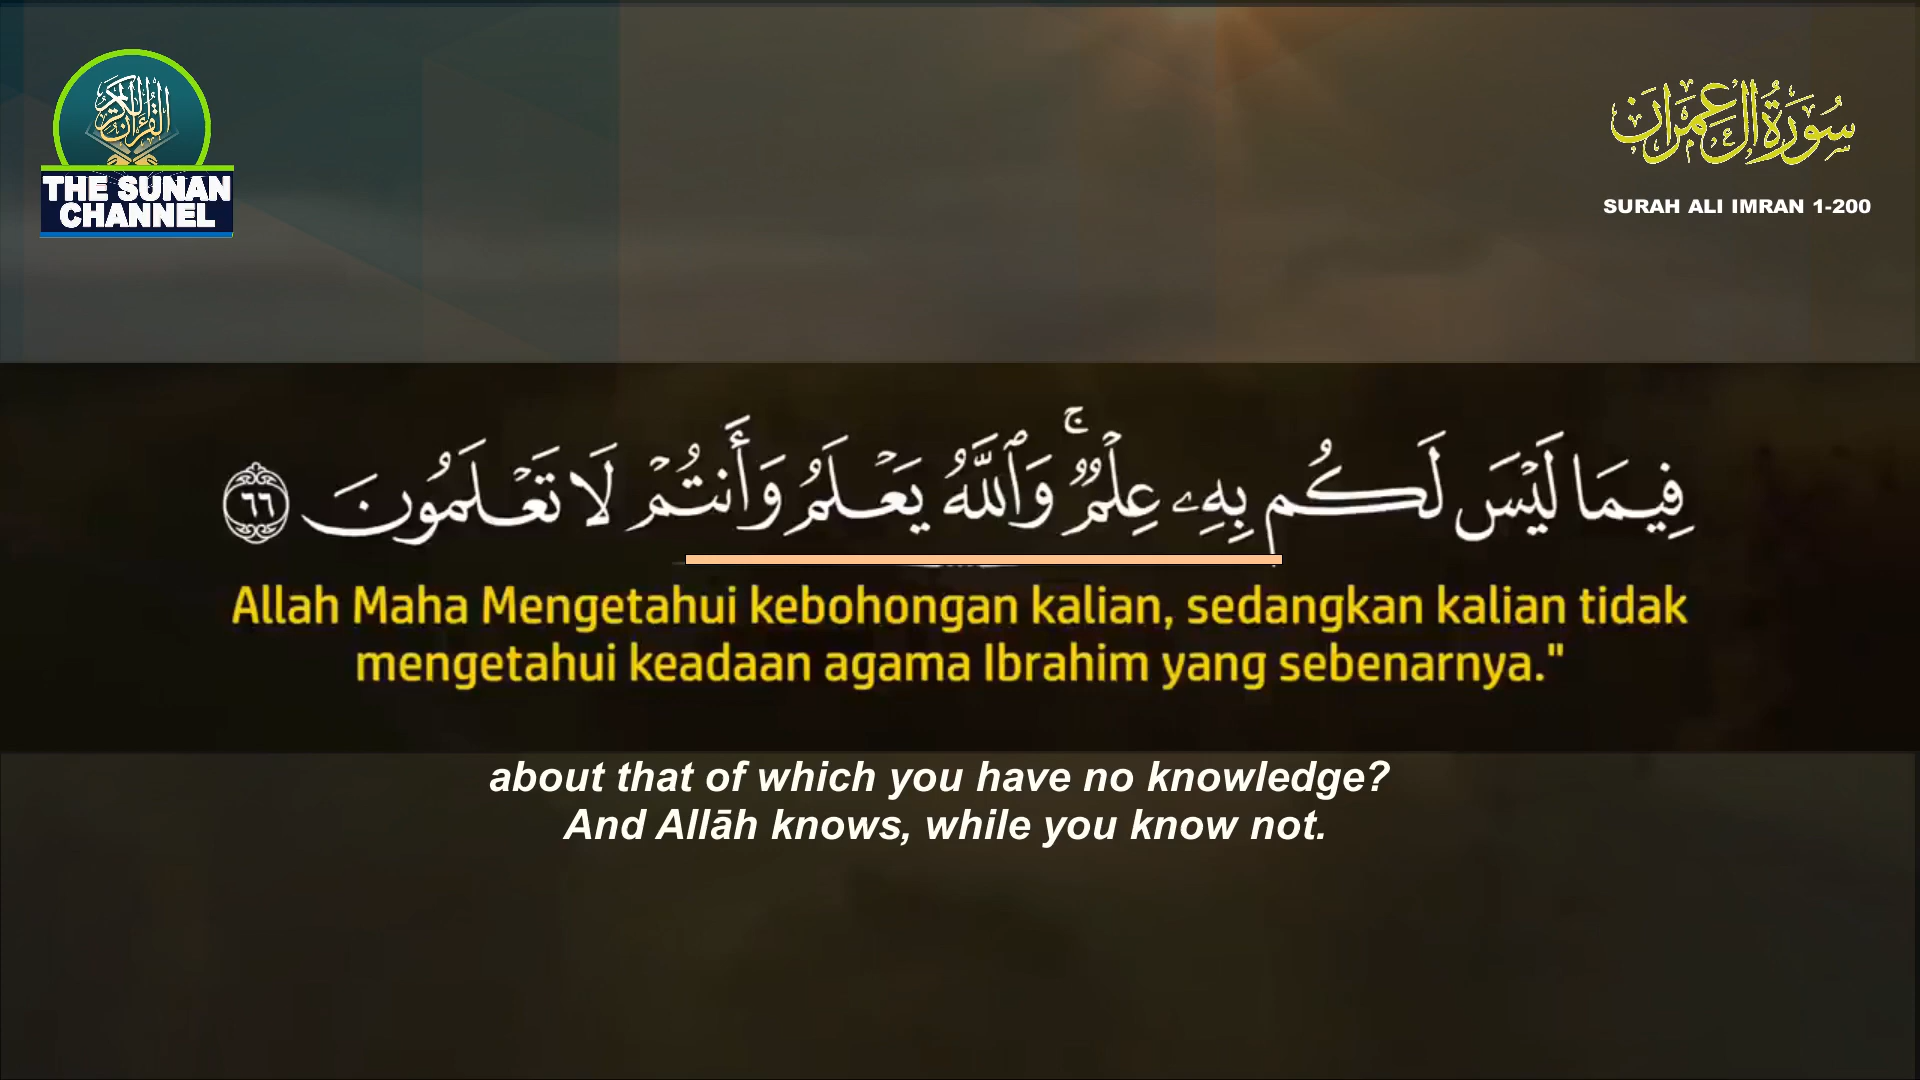 القرآن الكريم
THE SUNAN
CHANNEL
سُورَةُ آلِ عِمْرَان
SURAH ALI IMRAN 1-200
فِيمَا لَيْسَ لَكُم بِهِۦ عِلْمٌۭ ۚ وَٱللَّهُ يَعْلَمُ وَأَنتُمْ لَا تَعْلَمُونَ ٦٦
Allah Maha Mengetahui kebohongan kalian, sedangkan kalian tidak
mengetahui keadaan agama Ibrahim yang sebenarnya."
about that of which you have no knowledge?
And Allāh knows, while you know not.